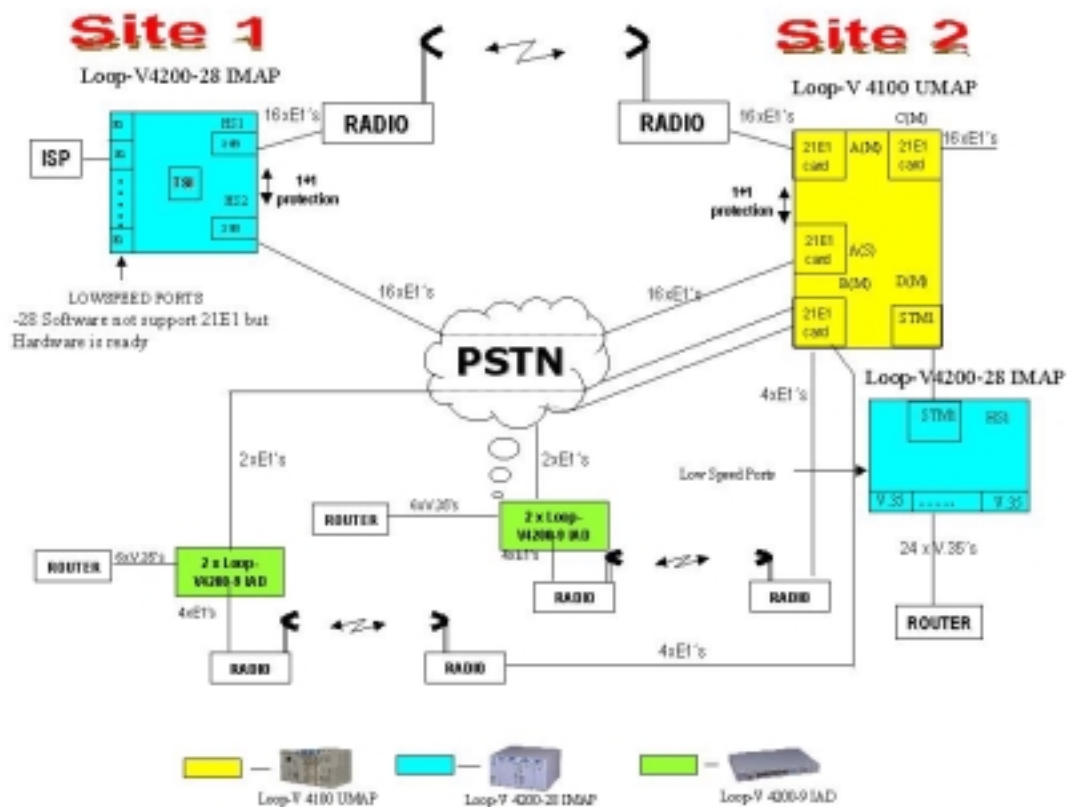 Site 1
Site 2
Loop-V4200-28 IMAP
Loop-V 4100 UMAP
C(M)
16xE1's
RADIO
RADIO
16xE1's
16xE1's
HS1
ISP
TSI
1+1
protection
HS2
21E1
card
A(M)
21E1
card
1+1
protection
21E1
card
A(S)
B(M)
D(M)
21E1
card
STM1
LOWSPEED PORTS
-28 Software not support 21E1 but
Hardware is ready
16xE1's
16xE1's
PSTN
4xE1's
Loop-V4200-28 IMAP
STM1
HS1
Low Speed Ports
V.35
.....
V.35
2xE1's
2xE1's
ROUTER
6xV.35's
2 x Loop-
V4200-9 IAD
4xE1's
24 x V.35's
ROUTER
6xV.35's
2 x Loop-
V4200-9 IAD
4xE1's
RADIO
RADIO
ROUTER
RADIO
RADIO
4xE1's
Loop-V 4100 UMAP
Loop-V 4200-28 IMAP
Loop-V 4200-9 IAD